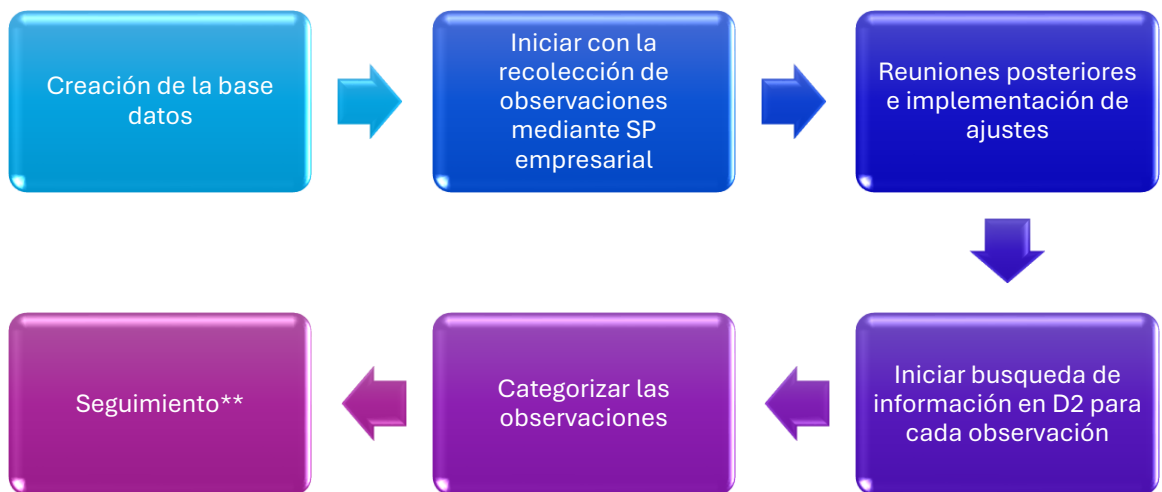 Creación de la base
datos
Iniciar con la
recolección de
observaciones
mediante SP
empresarial
Reuniones posteriores
e implementación de
ajustes
Iniciar busqueda de
información en D2 para
cada observación
Categorizar las
observaciones
Seguimiento**